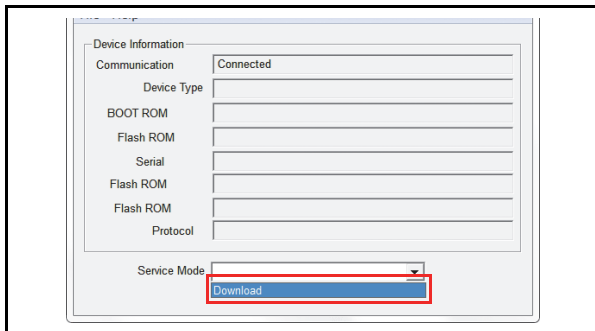 Device Information
Communication Connected
Device Type
BOOT ROM
Flash ROM
Serial
Flash ROM
Flash ROM
Protocol
Service Mode
Download